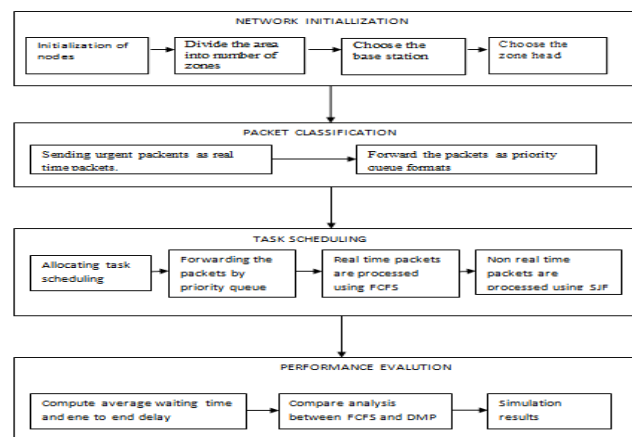 NETWORK INITIALLIZATION
Initialization of
nodes
Divide the area
into number of
zones
Choose the
base station
Choose the
zone head
PACKET CLASSIFICATION
Sending urgent packents as real
time packets.
Forward the packets as priority
queue formats
TASK SCHEDULING
Allocating task
scheduling
Forwarding the
packets by
priority queue
Real time packets
are processed
using FCFS
Non real time
packets are
processed using SJF
PERFORMANCE EVALUTION
Compute average waiting time
and ene to end delay
Compare analysis
between FCFS and DMP
Simulation
results